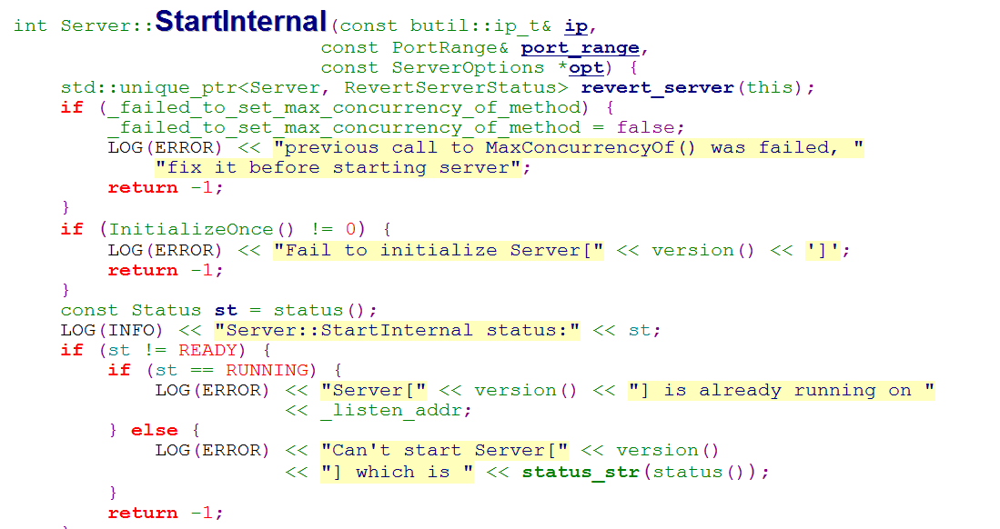 int Server::StartInternal(const butil::ip_t& ip,
                          const PortRange& port_range,
                          const ServerOptions *opt) {
    std::unique_ptr<Server, RevertServerStatus> revert_server(this);
    if (_failed_to_set_max_concurrency_of_method) {
        _failed_to_set_max_concurrency_of_method = false;
        LOG(ERROR) << "previous call to MaxConcurrencyOf() was failed, "
            "fix it before starting server";
        return -1;
    }
    if (InitializeOnce() != 0) {
        LOG(ERROR) << "Fail to initialize Server[" << version() << ']';
        return -1;
    }
    const Status st = status();
    LOG(INFO) << "Server::StartInternal status:" << st;
    if (st != READY) {
        if (st == RUNNING) {
            LOG(ERROR) << "Server[" << version() << "] is already running on "
                       << _listen_addr;
        } else {
            LOG(ERROR) << "Can't start Server[" << version()
                       << "] which is " << status_str(status());
        }
        return -1;
    }